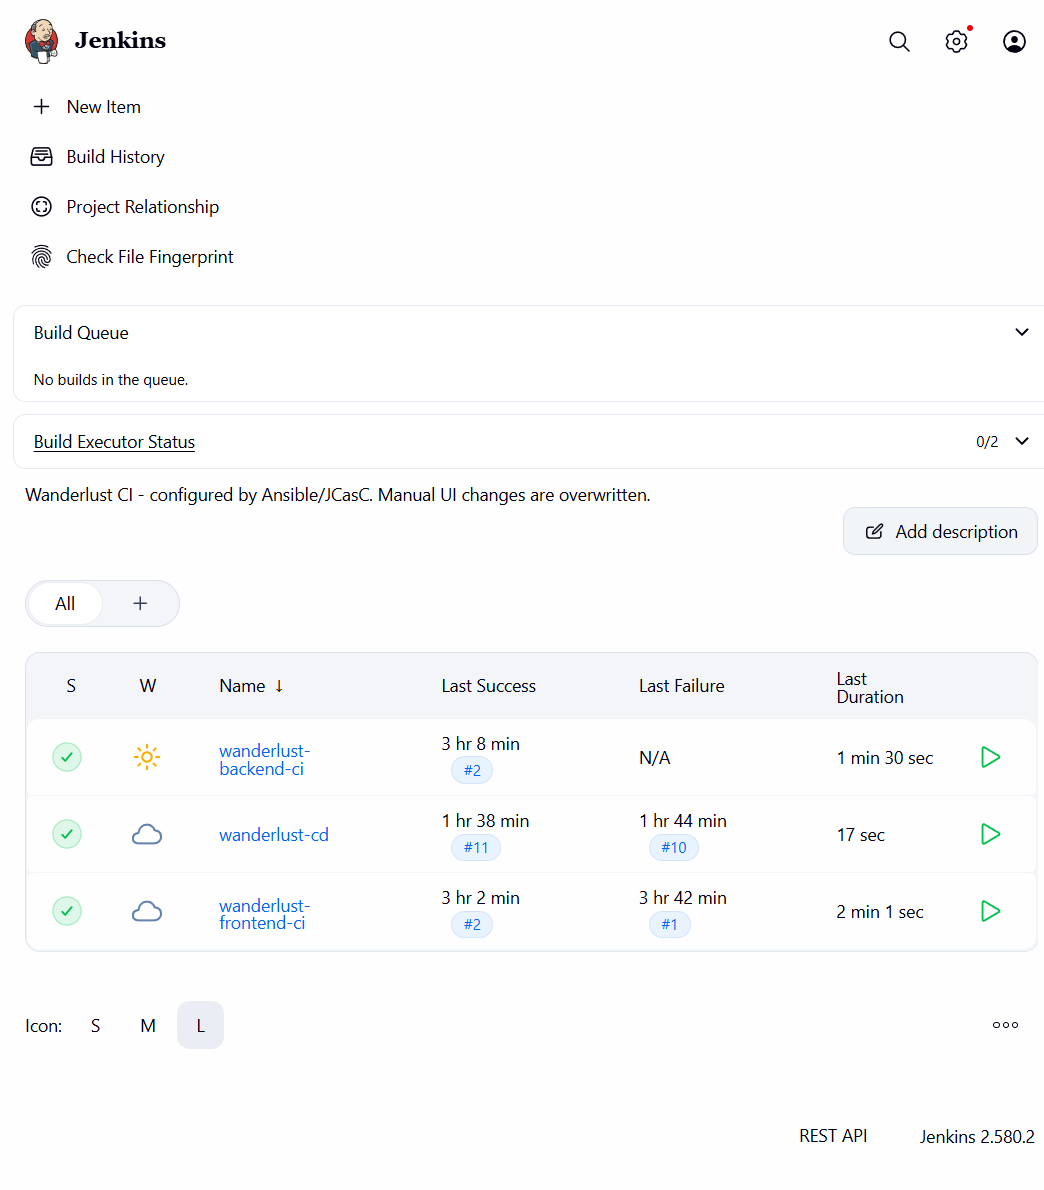 Jenkins
New Item
Build History
Project Relationship
Check File Fingerprint
Build Queue
No builds in the queue.
Build Executor Status 0/2
Wanderlust CI - configured by Ansible/JCasC. Manual UI changes are overwritten.
Add description
All +
S W Name ↓ Last Success Last Failure Last
Duration
wanderlust-
backend-ci
3 hr 8 min
#2
N/A
1 min 30 sec
wanderlust-cd
1 hr 38 min
#11
1 hr 44 min
#10
17 sec
wanderlust-
frontend-ci
3 hr 2 min
#2
3 hr 42 min
#1
2 min 1 sec
Icon: S M L
REST API Jenkins 2.580.2